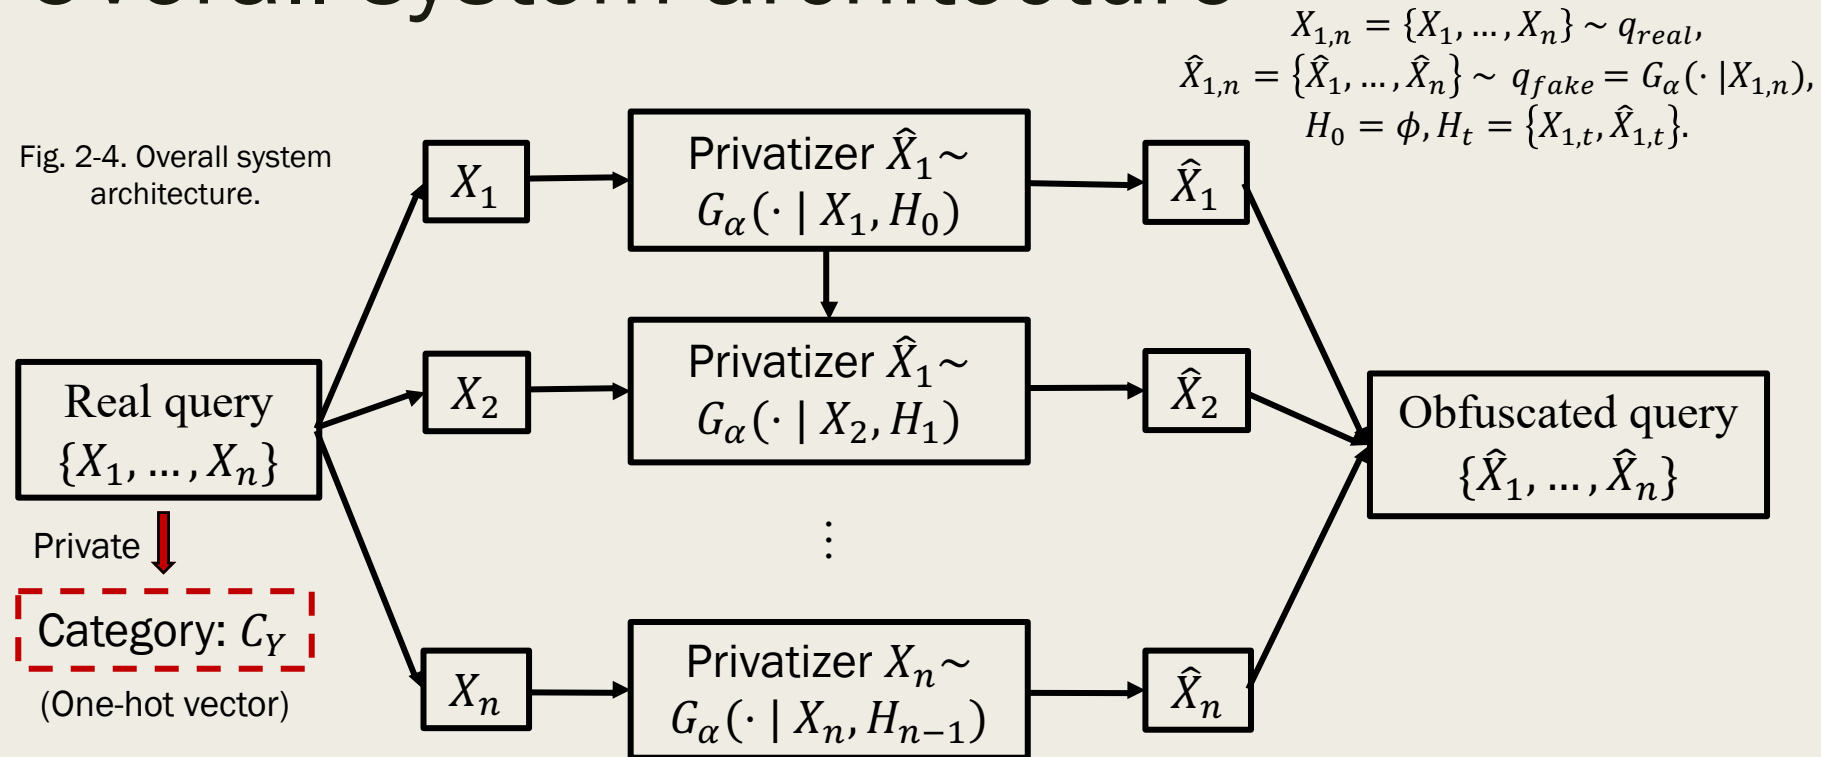 Overall system architecture
X_{1,n} = {X_1, … , X_n} ~ q_{real},
X̂_{1,n} = {X̂_1, … , X̂_n} ~ q_{fake} = G_α(· |X_{1,n}),
H_0 = ϕ, H_t = {X_{1,t}, X̂_{1,t}}.
Fig. 2-4. Overall system
architecture.
X_1
Privatizer X̂_1~
G_α(· | X_1, H_0)
X̂_1
X_2
Privatizer X̂_1~
G_α(· | X_2, H_1)
X̂_2
Real query
{X_1, … , X_n}
Obfuscated query
{X̂_1, … , X̂_n}
Private
⋮
Category: C_Y
(One-hot vector)
X_n
Privatizer X_n~
G_α(· | X_n, H_{n−1})
X̂_n